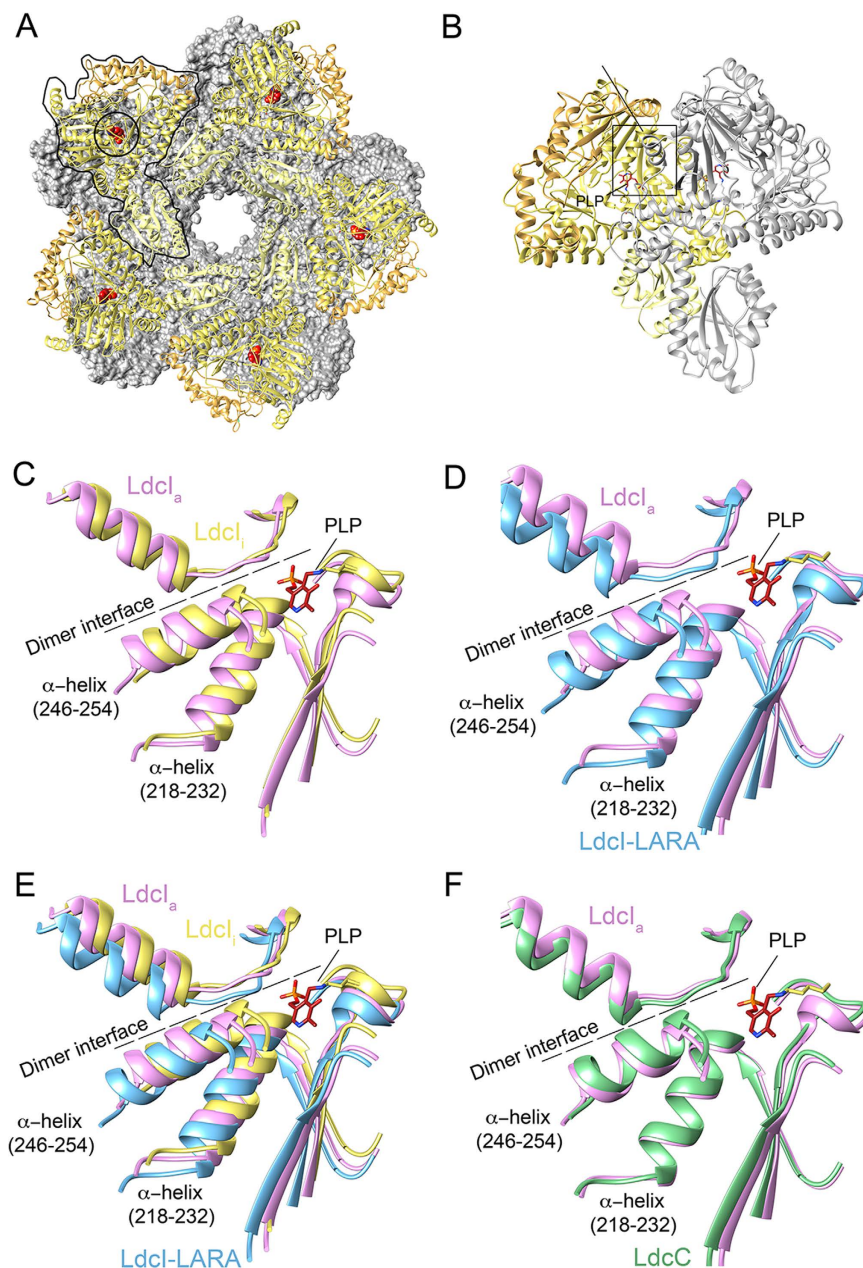 A
B
PLP
C
LdcIa
LdcIi
PLP
Dimer interface
α–helix
(246-254)
α–helix
(218-232)
D
LdcIa
PLP
Dimer interface
α–helix
(246-254)
α–helix
(218-232)
LdcI-LARA
E
LdcIa
LdcIi
PLP
Dimer interface
α–helix
(246-254)
α–helix
(218-232)
LdcI-LARA
F
LdcIa
PLP
Dimer interface
α–helix
(246-254)
α–helix
(218-232)
LdcC